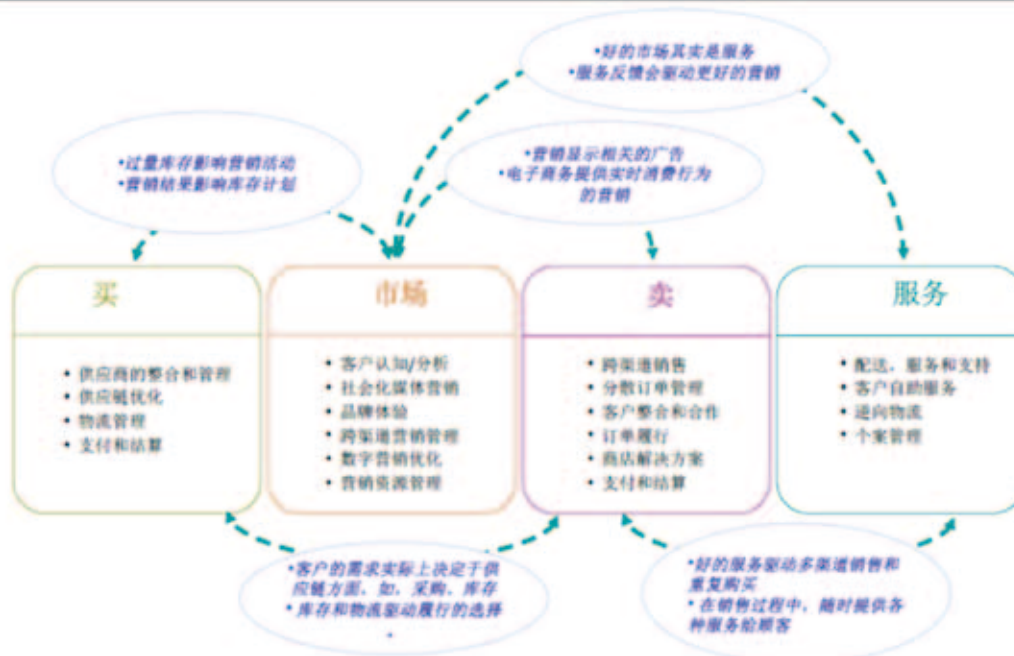 •好的市场其实是服务
•服务反馈会驱动更好的营销
•过量库存影响营销活动
•营销结果影响库存计划
•营销显示相关的广告
•电子商务提供实时消费行为
的营销
买
市场
卖
服务
• 供应商的整合和管理
• 供应链优化
• 物流管理
• 支付和结算
• 客户认知/分析
• 社会化媒体营销
• 品牌体验
• 跨渠道营销管理
• 数字营销优化
• 营销资源管理
• 跨渠道销售
• 分散订单管理
• 客户整合和合作
• 订单履行
• 商店解决方案
• 支付和结算
• 配送，服务和支持
• 客户自助服务
• 逆向物流
• 个案管理
•客户的需求实际上决定于供
应链方面，如，采购、库存
• 库存和物流驱动履行的选择
•
•好的服务驱动多渠道销售和
重复购买
• 在销售过程中，随时提供各
种服务给顾客